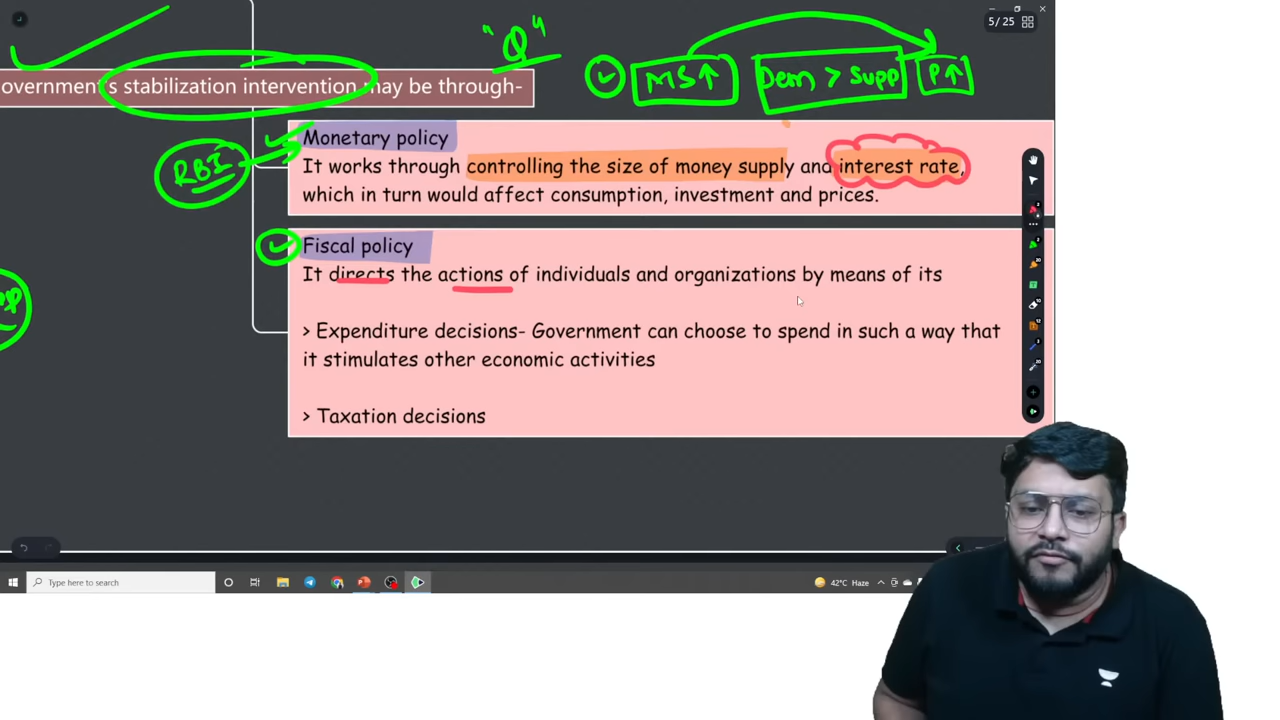 5/25
"Q"
MS↑ Dem > Supp P↑
overnment's stabilization intervention may be through-
Monetary policy
RBI
It works through controlling the size of money supply and interest rate,
which in turn would affect consumption, investment and prices.
Fiscal policy
It directs the actions of individuals and organizations by means of its
> Expenditure decisions- Government can choose to spend in such a way that
it stimulates other economic activities
> Taxation decisions
Type here to search
42°C Haze